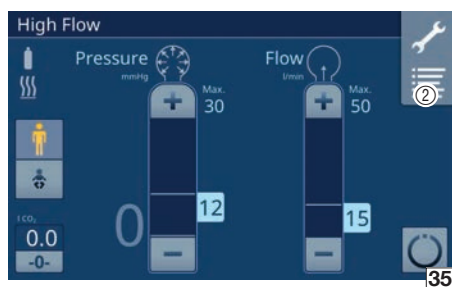 High Flow
Pressure
mmHg
Flow
l/min
Max.
30
Max.
50
②
+
+
0
12
15
l CO₂
0.0
-0-
−
−
35